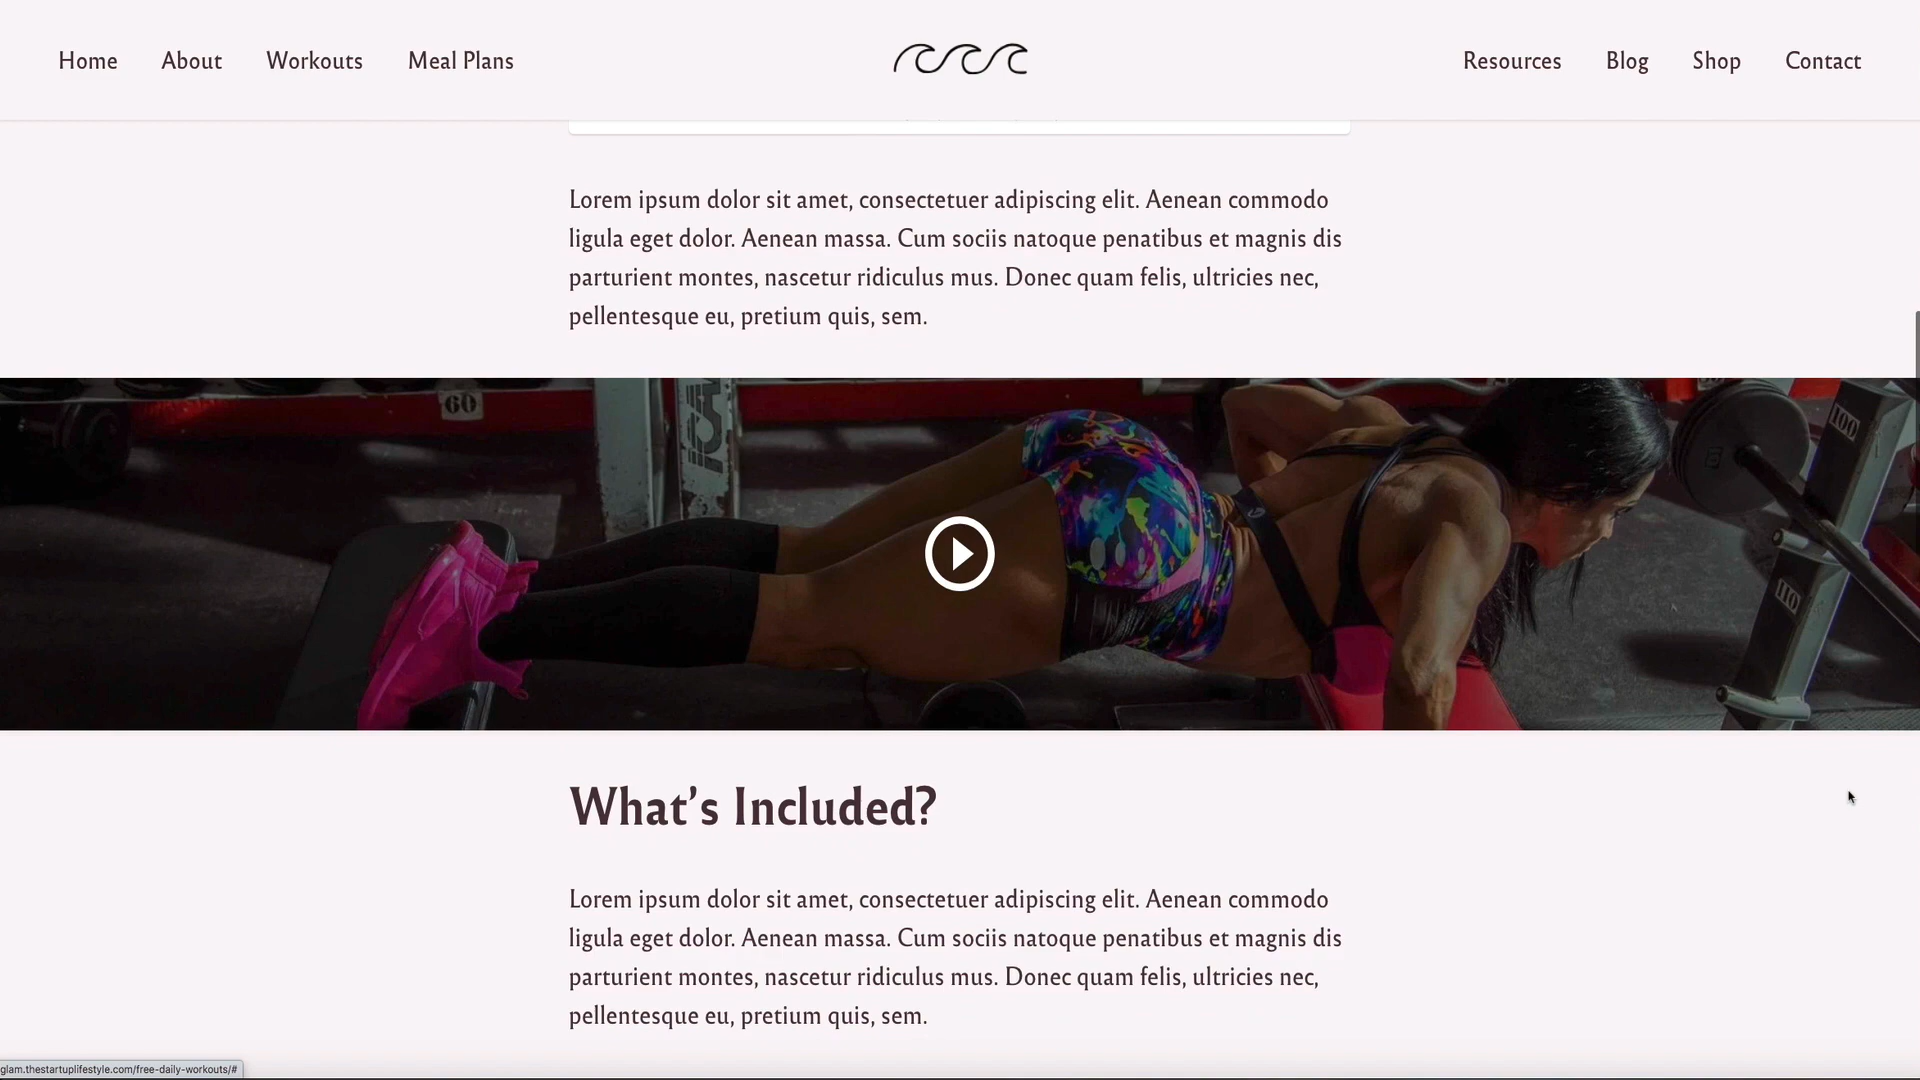 Home About Workouts Meal Plans Resources Blog Shop Contact
Lorem ipsum dolor sit amet, consectetuer adipiscing elit. Aenean commodo
ligula eget dolor. Aenean massa. Cum sociis natoque penatibus et magnis dis
parturient montes, nascetur ridiculus mus. Donec quam felis, ultricies nec,
pellentesque eu, pretium quis, sem.
60
100
110
What’s Included?
Lorem ipsum dolor sit amet, consectetuer adipiscing elit. Aenean commodo
ligula eget dolor. Aenean massa. Cum sociis natoque penatibus et magnis dis
parturient montes, nascetur ridiculus mus. Donec quam felis, ultricies nec,
pellentesque eu, pretium quis, sem.
glam.thestartuplifestyle.com/free-daily-workouts/#